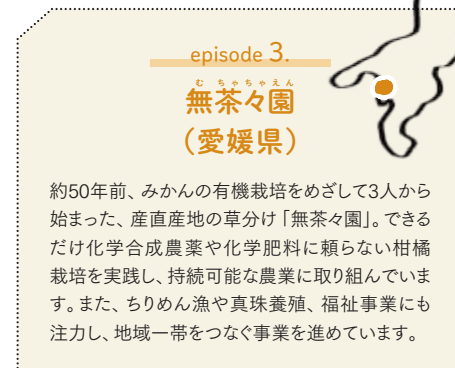 episode 3.
む ちゃちゃえん
無茶々園
（愛媛県）
約50年前、みかんの有機栽培をめざして3人から
始まった、産直産地の草分け「無茶々園」。できる
だけ化学合成農薬や化学肥料に頼らない柑橘
栽培を実践し、持続可能な農業に取り組んでいま
す。また、ちりめん漁や真珠養殖、福祉事業にも
注力し、地域一帯をつなぐ事業を進めています。